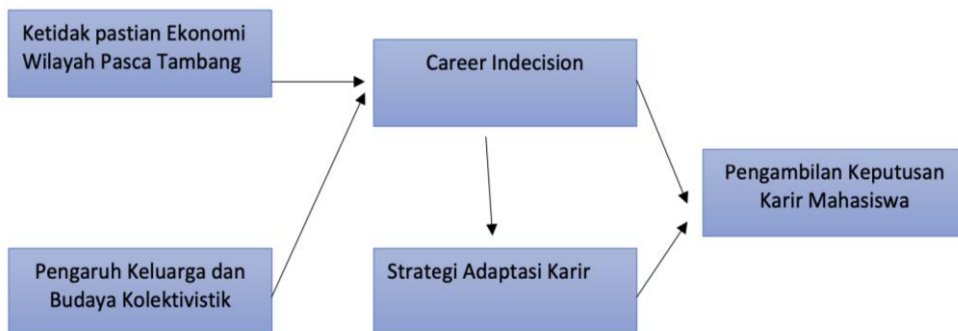 Ketidak pastian Ekonomi
Wilayah Pasca Tambang
Career Indecision
Pengambilan Keputusan
Karir Mahasiswa
Pengaruh Keluarga dan
Budaya Kolektivistik
Strategi Adaptasi Karir